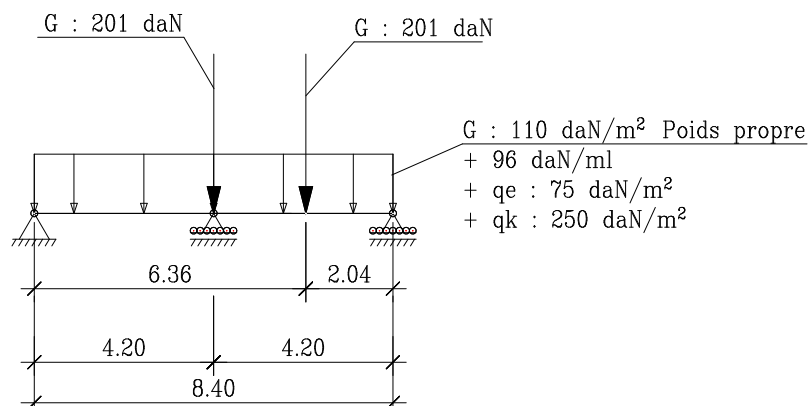 G : 201 daN
G : 201 daN
G : 110 daN/m² Poids propre
+ 96 daN/ml
+ qe : 75 daN/m²
+ qk : 250 daN/m²
6.36
2.04
4.20
4.20
8.40